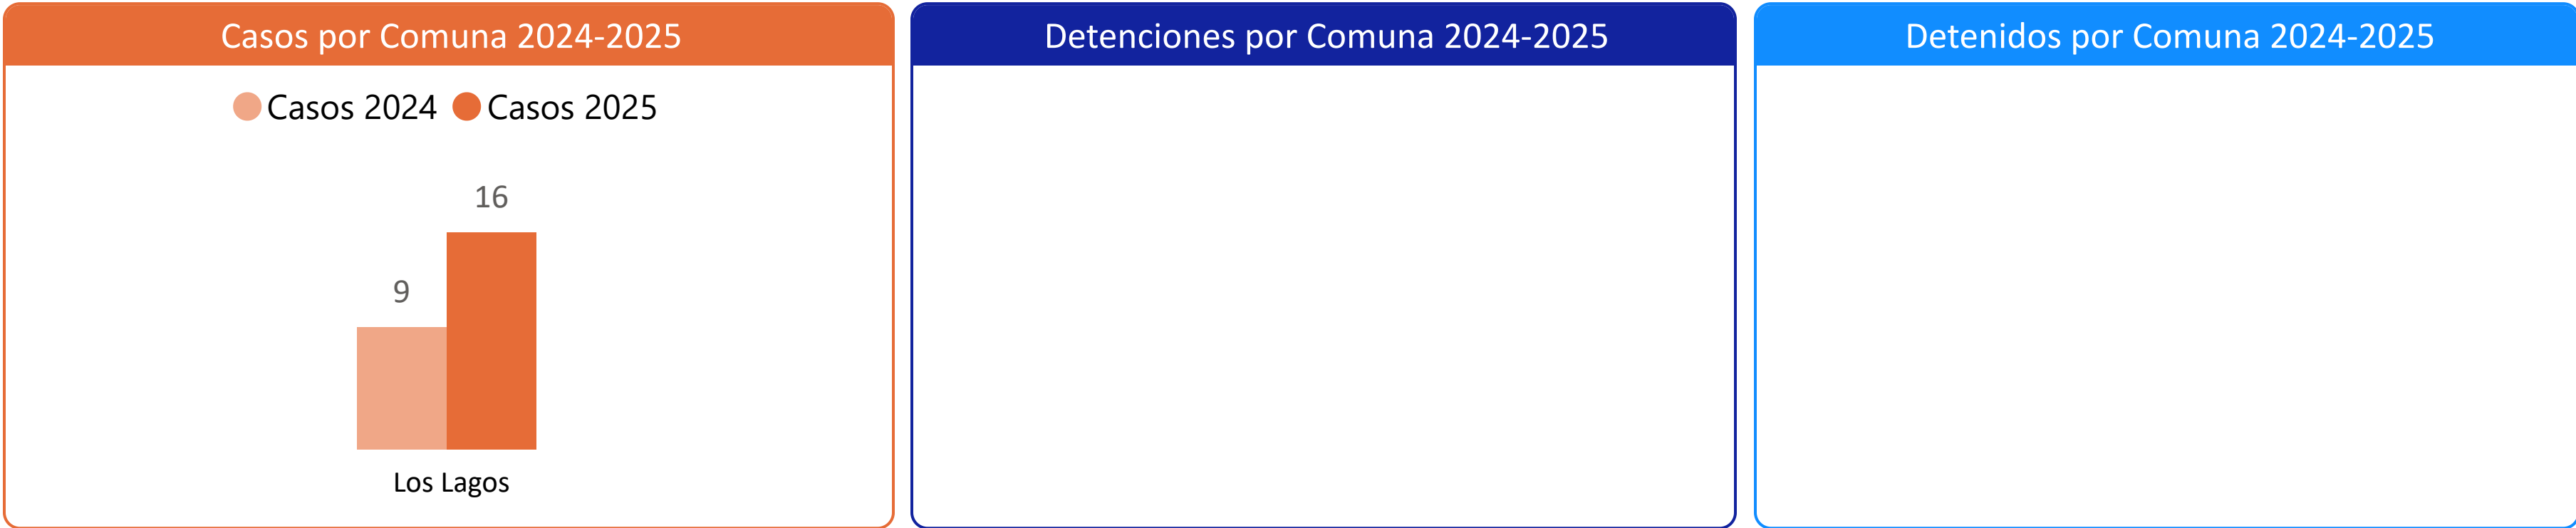 Casos por Comuna 2024-2025
Casos 2024 Casos 2025
16
9
Los Lagos
Detenciones por Comuna 2024-2025
Detenidos por Comuna 2024-2025